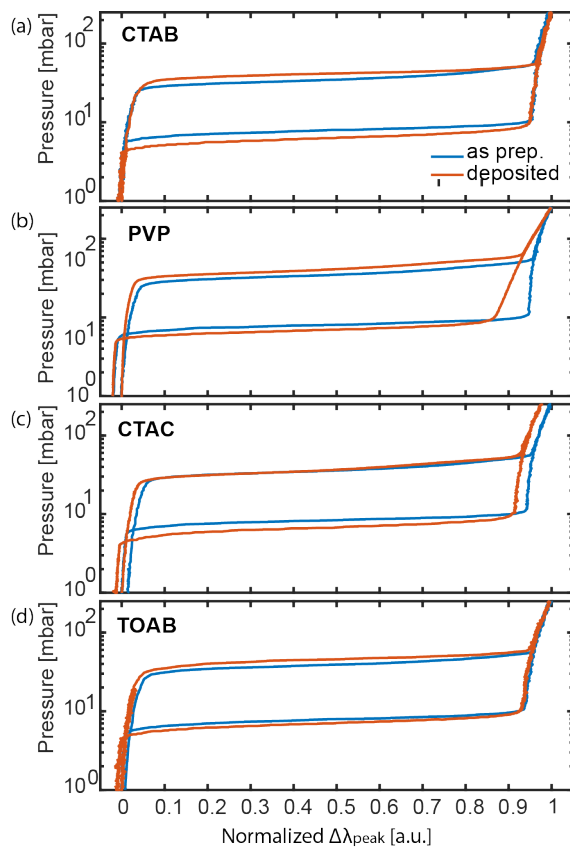 (a)
CTAB
Pressure [mbar]
10²
10¹
10⁰
as prep.
deposited
(b)
PVP
Pressure [mbar]
10²
10¹
10⁰
(c)
CTAC
Pressure [mbar]
10²
10¹
10⁰
(d)
TOAB
Pressure [mbar]
10²
10¹
10⁰
0 0.1 0.2 0.3 0.4 0.5 0.6 0.7 0.8 0.9 1
Normalized Δλpeak [a.u.]